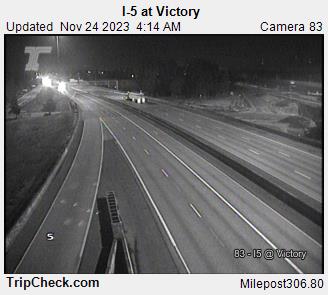 I-5 at Victory
Updated Nov 24 2023 4:14 AM Camera 83
S
83 - I5 @ Victory
TripCheck.com Milepost306.80